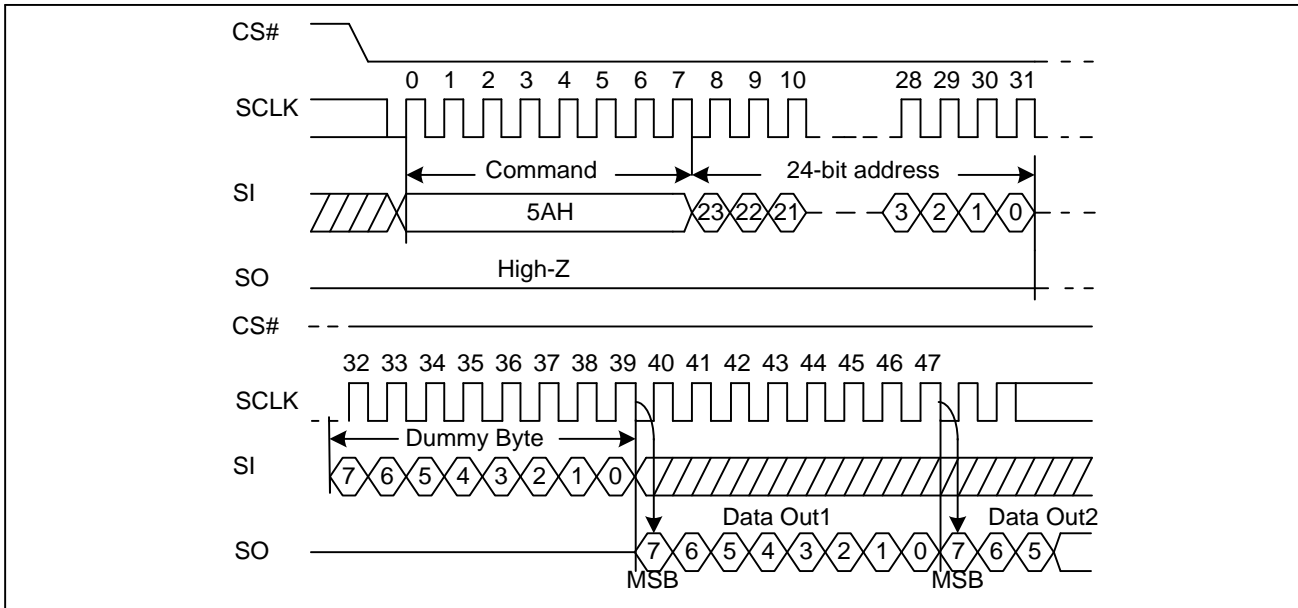 CS#
0 1 2 3 4 5 6 7 8 9 10 28 29 30 31
SCLK
Command 24-bit address
SI
5AH 23 22 21 3 2 1 0
High-Z
SO
CS#
32 33 34 35 36 37 38 39 40 41 42 43 44 45 46 47
SCLK
Dummy Byte
SI
7 6 5 4 3 2 1 0
Data Out1 Data Out2
SO
7 6 5 4 3 2 1 0 7 6 5
MSB MSB